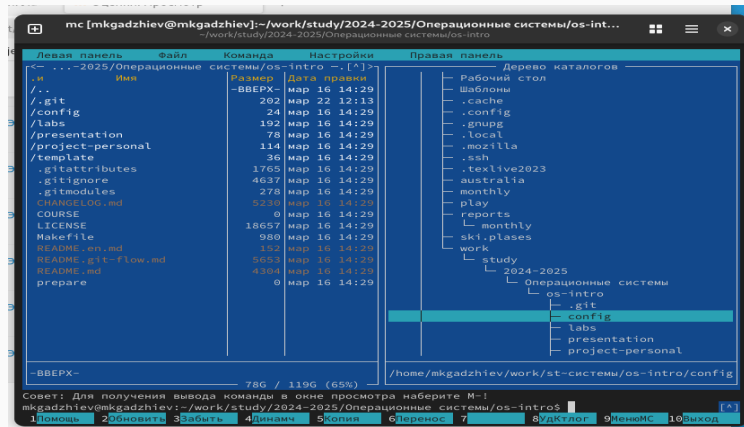 mc [mkgadzhiev@mkgadzhiev]:~/work/study/2024-2025/Операционные системы/os-int...
~/work/study/2024-2025/Операционные системы/os-intro
Левая панель Файл Команда Настройки Правая панель
<— ...-2025/Операционные системы/os-intro —.[^]> Дерево каталогов
.и Имя Размер Дата правки
/.. -ВВЕРХ- мар 16 14:29
/.git 202 мар 22 12:13
/config 24 мар 16 14:29
/labs 192 мар 16 14:29
/presentation 78 мар 16 14:29
/project-personal 114 мар 16 14:29
/template 36 мар 16 14:29
.gitattributes 1765 мар 16 14:29
.gitignore 4637 мар 16 14:29
.gitmodules 278 мар 16 14:29
CHANGELOG.md 5230 мар 16 14:29
COURSE 0 мар 16 14:29
LICENSE 18657 мар 16 14:29
Makefile 980 мар 16 14:29
README.en.md 152 мар 16 14:29
README.git-flow.md 5653 мар 16 14:29
README.md 4304 мар 16 14:29
prepare 0 мар 16 14:29
-ВВЕРХ-
78G / 119G (65%)
Рабочий стол
Шаблоны
.cache
.config
.gnupg
.local
.mozilla
.ssh
.texlive2023
australia
monthly
play
reports
monthly
ski.plases
work
study
2024-2025
Операционные системы
os-intro
.git
config
labs
presentation
project-personal
/home/mkgadzhiev/work/st-системы/os-intro/config
Совет: Для получения вывода команды в окне просмотра наберите M-!
mkgadzhiev@mkgadzhiev:~/work/study/2024-2025/Операционные системы/os-intro$ [^]
1Помощь 2Обновить 3Забыть 4Динамч 5Копия 6Перенос 7 8УдКтлог 9МенюMC 10Выход